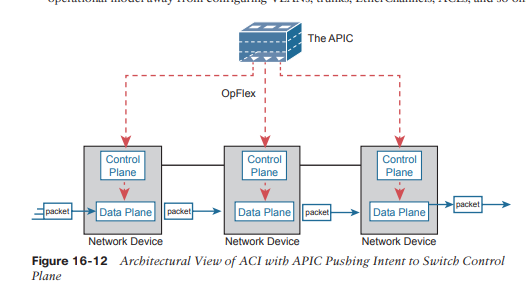 operational model away from configuring VLANs, trunks, EtherChannels, ACLs, and so on
The APIC
OpFlex
Control Plane
Control Plane
Control Plane
packet
Data Plane
packet
Data Plane
packet
Data Plane
packet
Network Device
Network Device
Network Device
Figure 16-12 Architectural View of ACI with APIC Pushing Intent to Switch Control
Plane